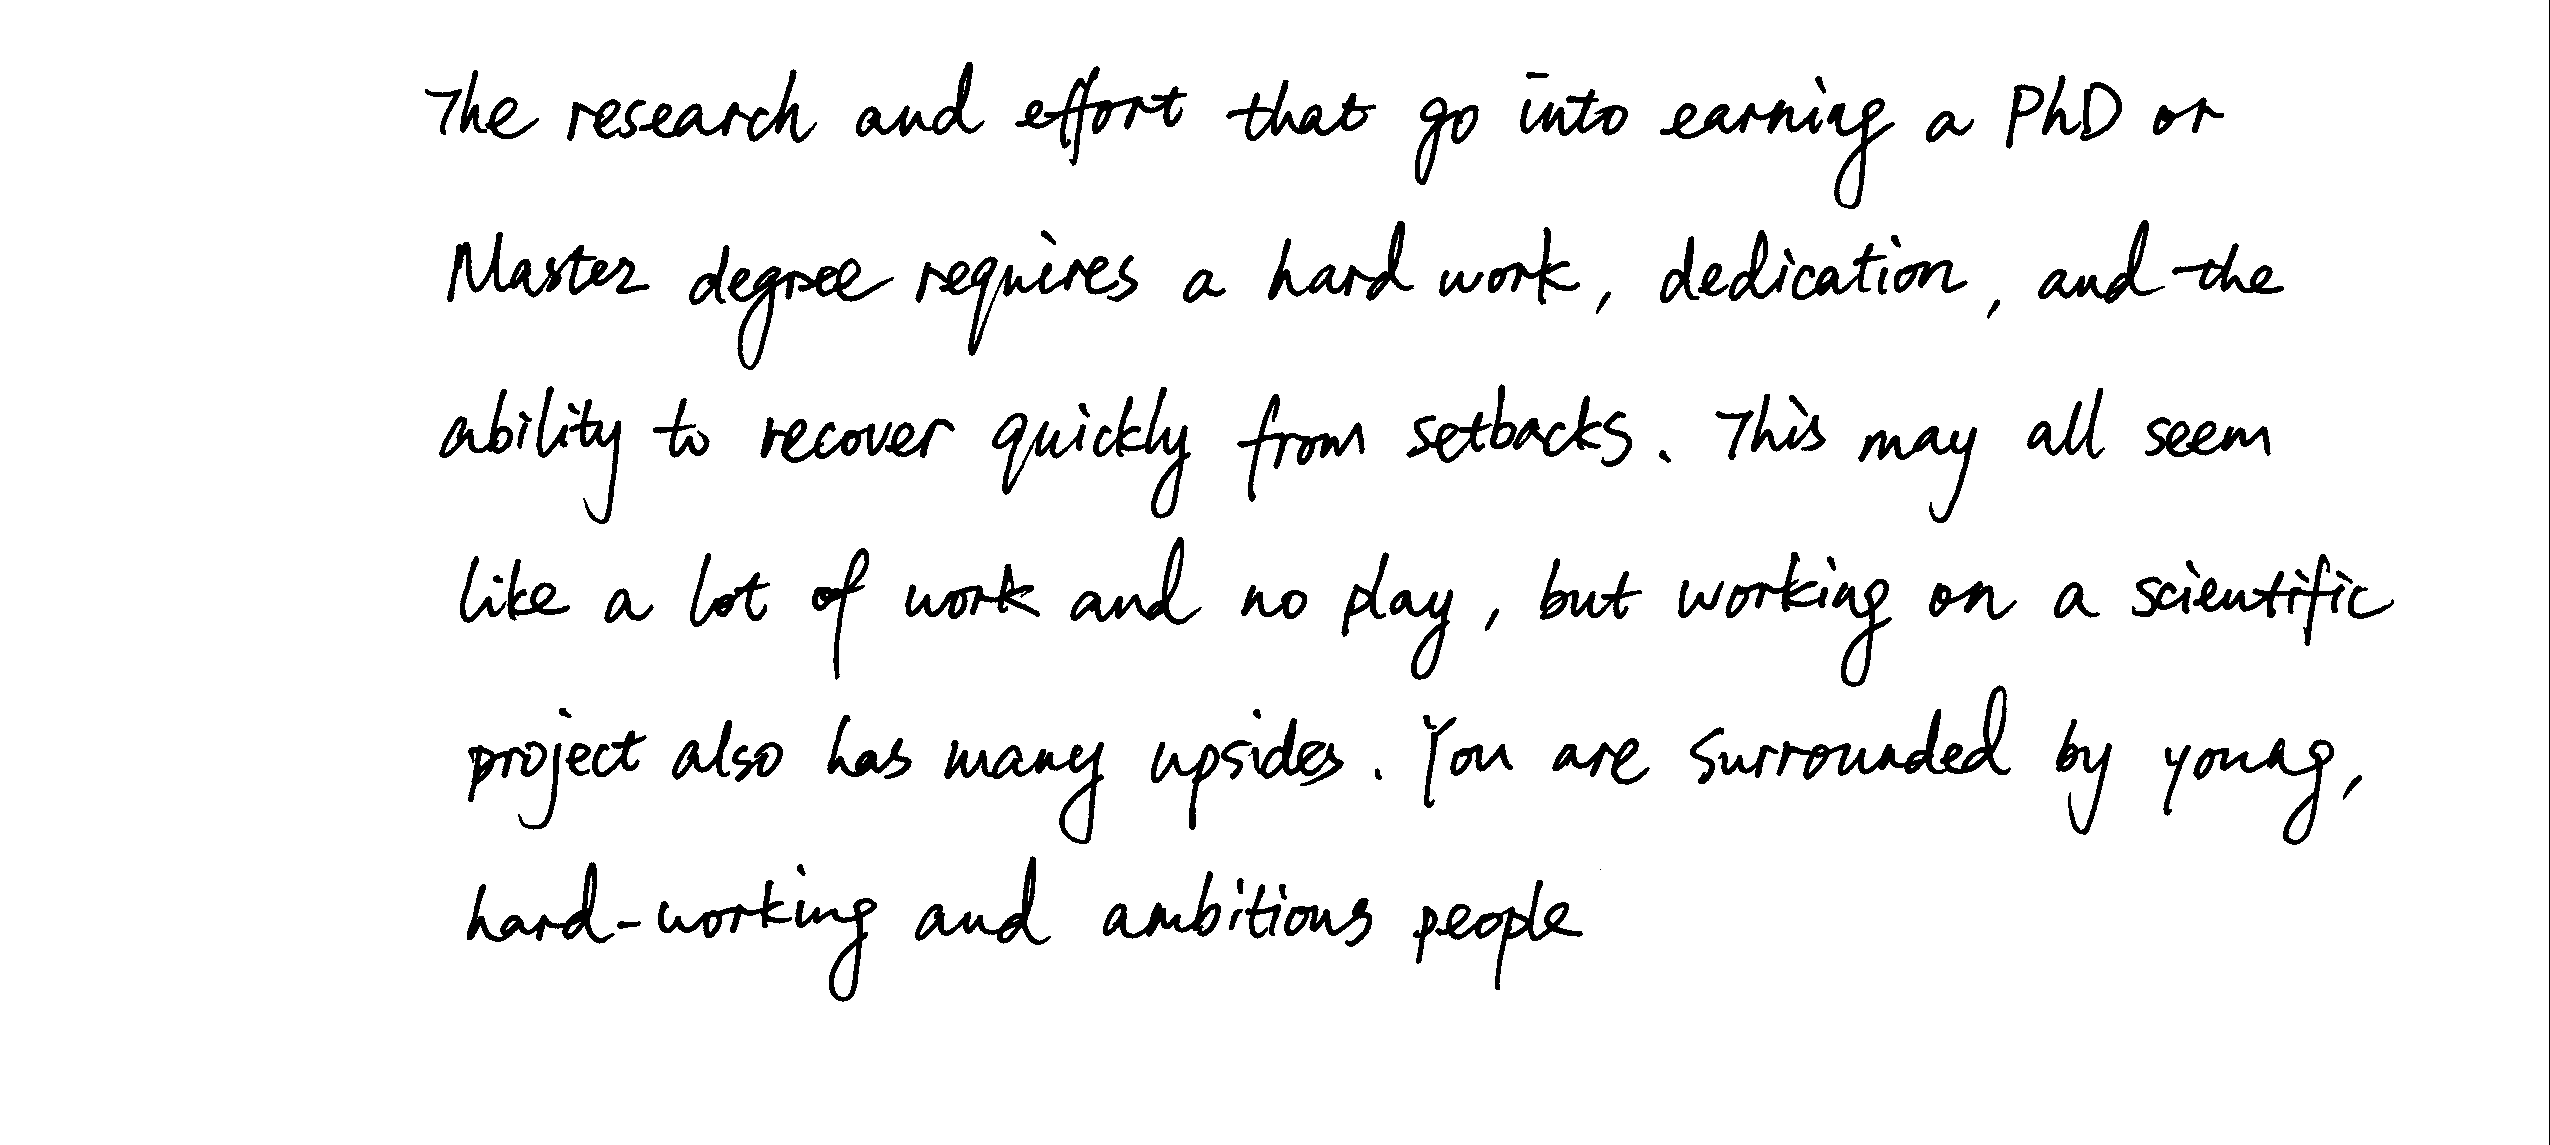 The research and effort that go into earning a PhD or
Master degree requires a hard work, dedication, and the
ability to recover quickly from setbacks. This may all seem
like a lot of work and no play, but working on a scientific
project also has many upsides. You are surrounded by young,
hard-working and ambitious people